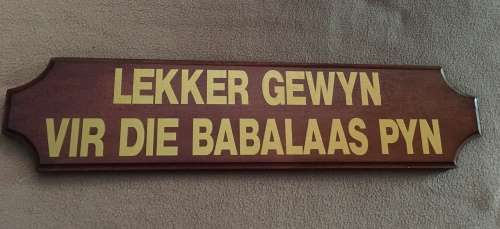 LEKKER GEWYN
VIR DIE BABALAAS PYN